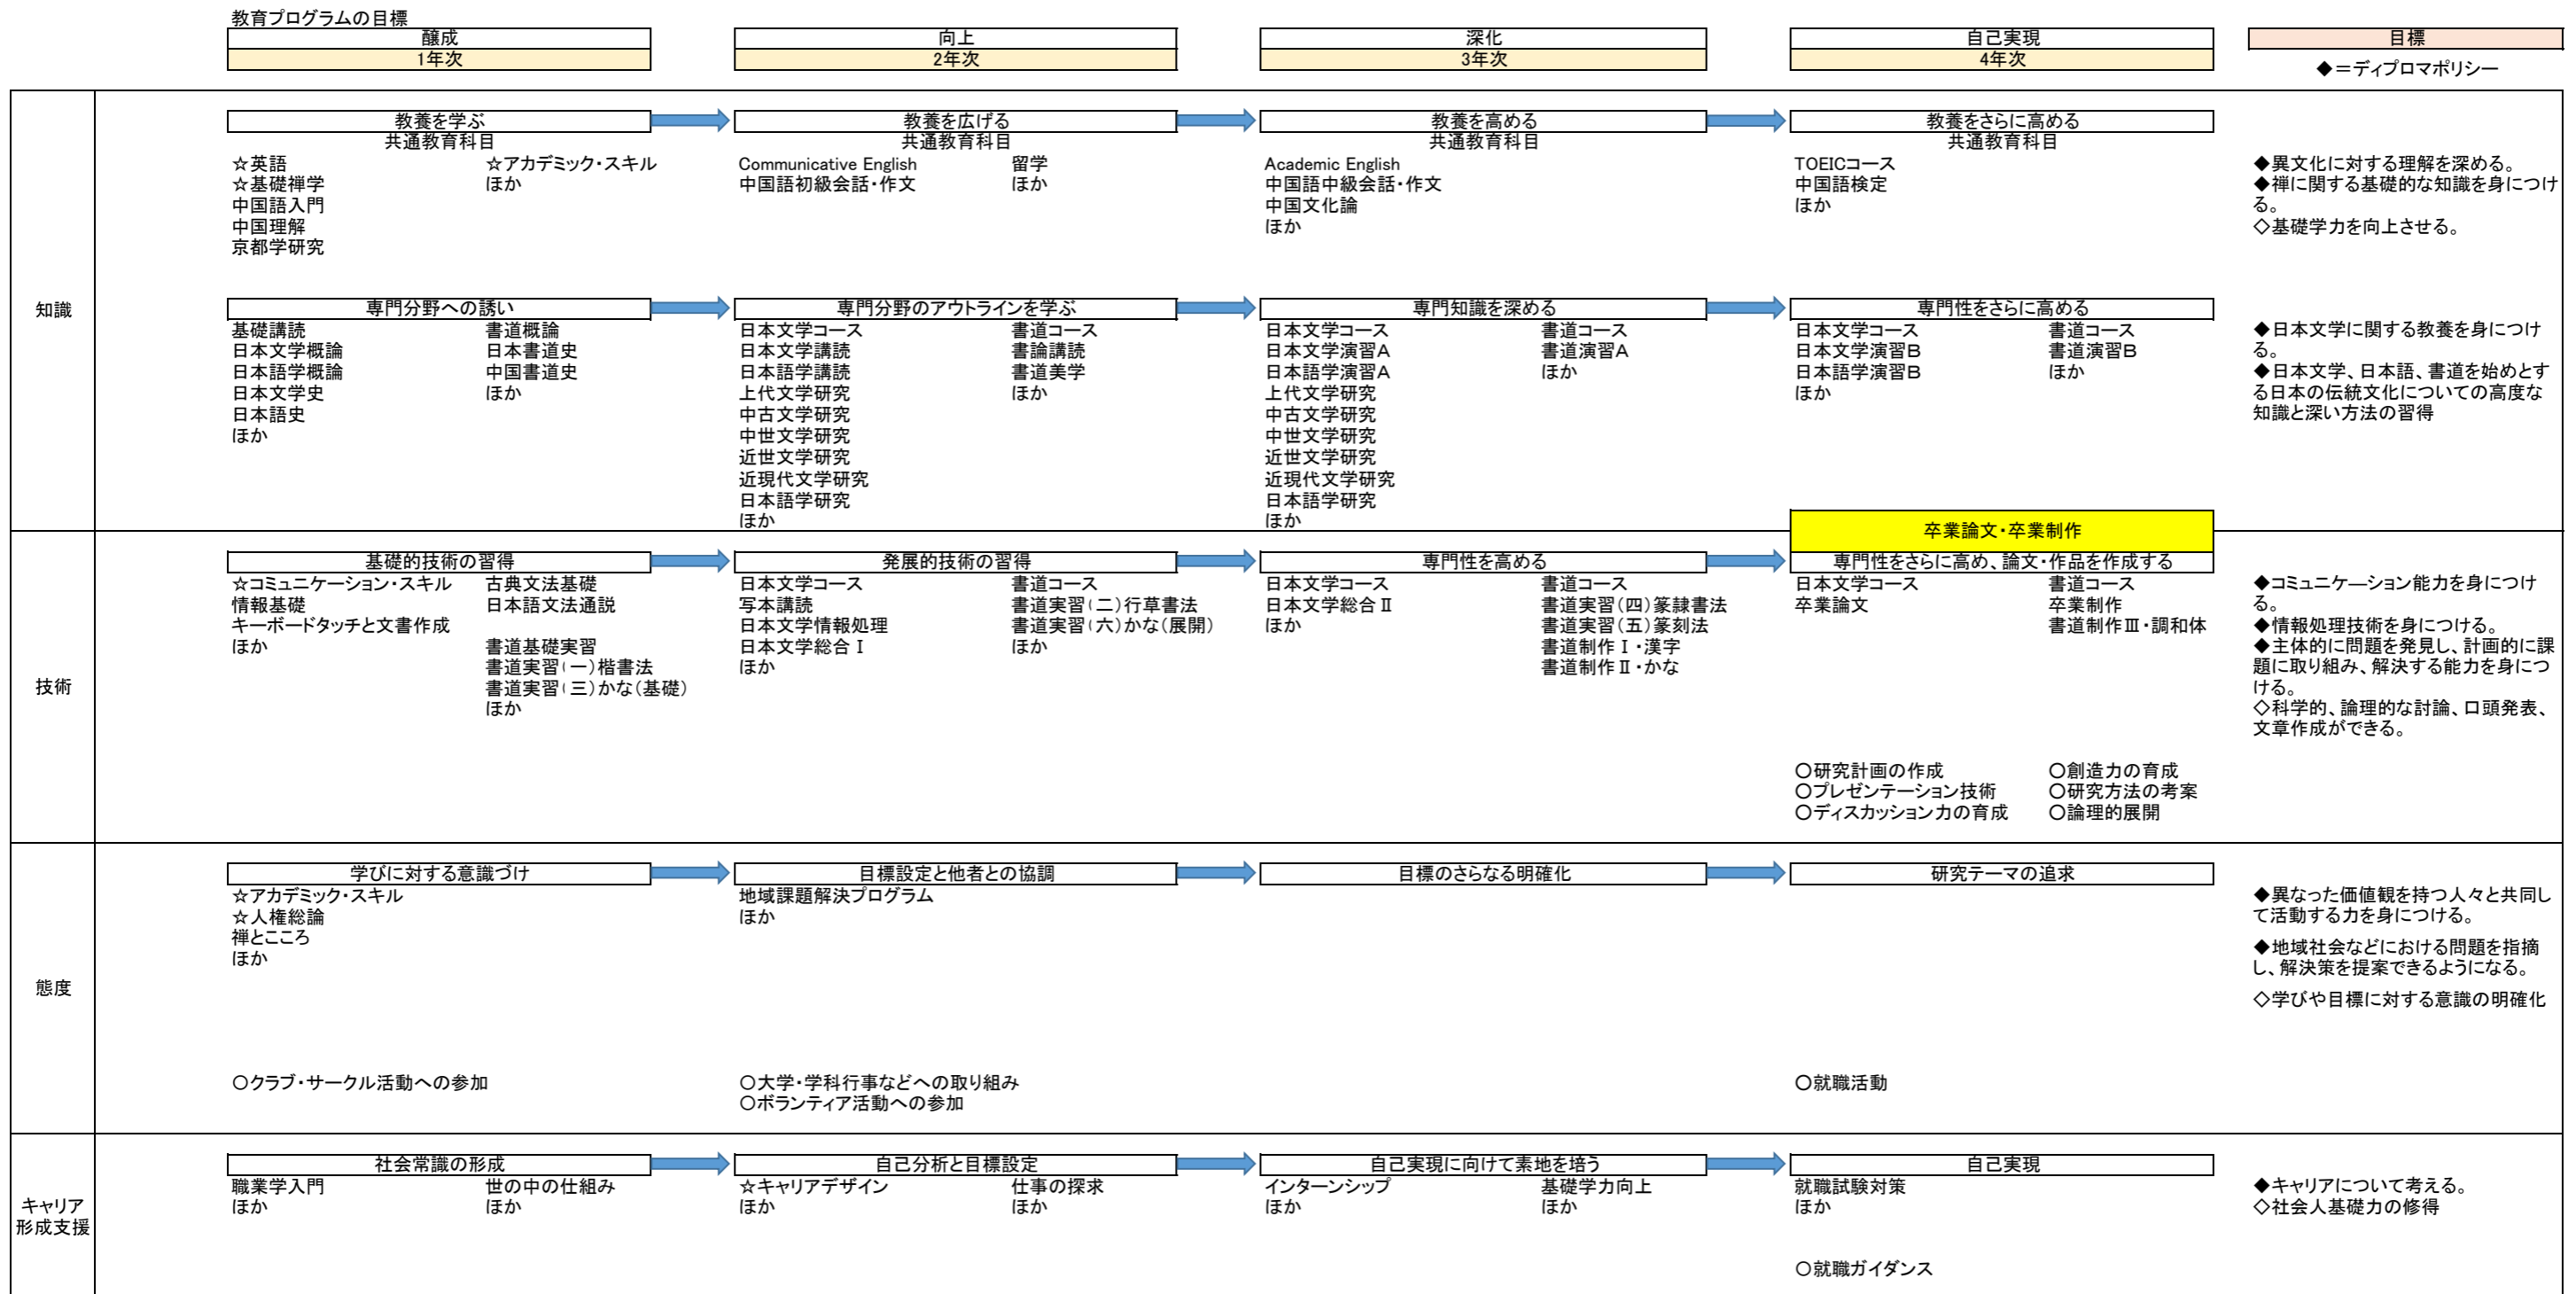 教育プログラムの目標
醸成 向上 深化 自己実現 目標
1年次 2年次 3年次 4年次
◆＝ディプロマポリシー
知識
教養を学ぶ 教養を広げる 教養を高める 教養をさらに高める
共通教育科目 共通教育科目 共通教育科目 共通教育科目
☆英語 ☆アカデミック・スキル Communicative English 留学 Academic English TOEICコース ◆異文化に対する理解を深める。
☆基礎禅学 ほか 中国語初級会話・作文 ほか 中国語中級会話・作文 中国語検定 ◆禅に関する基礎的な知識を身につけ
中国語入門 中国文化論 ほか る。
中国理解 ほか ◇基礎学力を向上させる。
京都学研究
専門分野への誘い 専門分野のアウトラインを学ぶ 専門知識を深める 専門性をさらに高める
基礎講読 書道概論 日本文学コース 書道コース 日本文学コース 書道コース 日本文学コース 書道コース ◆日本文学に関する教養を身につけ
日本文学概論 日本書道史 日本文学講読 書論講読 日本文学演習A 書道演習A 日本文学演習B 書道演習B る。
日本語学概論 中国書道史 日本語学講読 書道美学 日本語学演習A ほか 日本語学演習B ほか ◆日本文学、日本語、書道を始めとす
日本文学史 ほか 上代文学研究 ほか 上代文学研究 ほか る日本の伝統文化についての高度な
日本語史 中古文学研究 中古文学研究 知識と深い方法の習得
ほか 中世文学研究 中世文学研究
近世文学研究 近世文学研究
近現代文学研究 近現代文学研究
日本語学研究 日本語学研究
ほか ほか
卒業論文・卒業制作
技術
基礎的技術の習得 発展的技術の習得 専門性を高める 専門性をさらに高め、論文・作品を作成する
☆コミュニケーション・スキル 古典文法基礎 日本文学コース 書道コース 日本文学コース 書道コース 日本文学コース 書道コース ◆コミュニケーション能力を身につけ
情報基礎 日本語文法通説 写本講読 書道実習(二)行草書法 日本文学総合Ⅱ 書道実習(四)篆隷書法 卒業論文 卒業制作 る。
キーボードタッチと文書作成 日本文学情報処理 書道実習(六)かな(展開) ほか 書道実習(五)篆刻法 書道制作Ⅲ・調和体 ◆情報処理技術を身につける。
ほか 書道基礎実習 日本文学総合Ⅰ ほか 書道制作Ⅰ・漢字 ◆主体的に問題を発見し、計画的に課
書道実習(一)楷書法 ほか 書道制作Ⅱ・かな 題に取り組み、解決する能力を身につ
書道実習(三)かな(基礎) ける。
ほか ◇科学的、論理的な討論、口頭発表、
文章作成ができる。
○研究計画の作成 ○創造力の育成
○プレゼンテーション技術 ○研究方法の考案
○ディスカッション力の育成 ○論理的展開
態度
学びに対する意識づけ 目標設定と他者との協調 目標のさらなる明確化 研究テーマの追求
☆アカデミック・スキル 地域課題解決プログラム ◆異なった価値観を持つ人々と共同し
☆人権総論 ほか て活動する力を身につける。
禅とこころ
ほか ◆地域社会などにおける問題を指摘
し、解決策を提案できるようになる。
◇学びや目標に対する意識の明確化
○クラブ・サークル活動への参加 ○大学・学科行事などへの取り組み ○就職活動
○ボランティア活動への参加
キャリア
形成支援
社会常識の形成 自己分析と目標設定 自己実現に向けて素地を培う 自己実現
職業学入門 世の中の仕組み ☆キャリアデザイン 仕事の探求 インターンシップ 基礎学力向上 就職試験対策 ◆キャリアについて考える。
ほか ほか ほか ほか ほか ほか ほか ◇社会人基礎力の修得
○就職ガイダンス